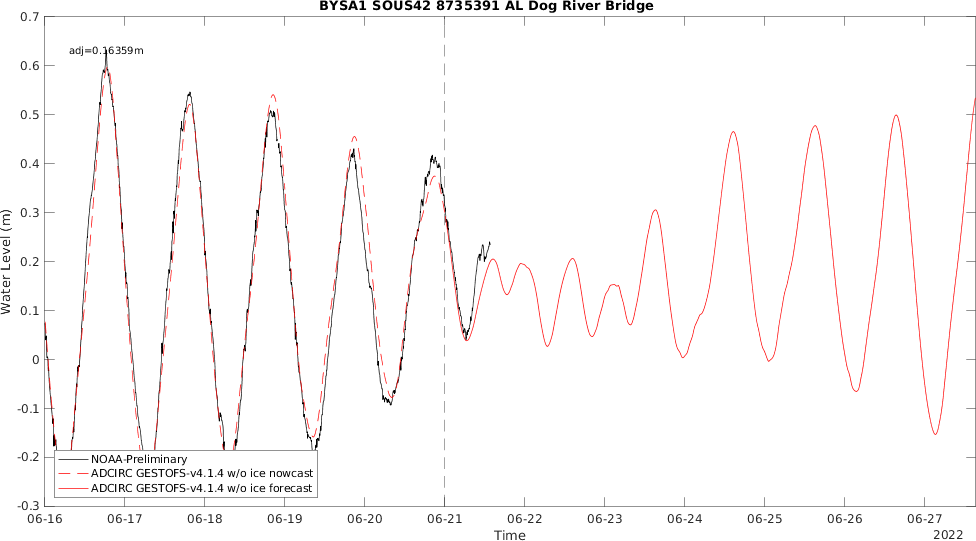 BYSA1 SOUS42 8735391 AL Dog River Bridge
0.7
0.6
0.5
0.4
0.3
0.2
0.1
0
-0.1
-0.2
-0.3
Water Level (m)
adj=0.16359m
NOAA-Preliminary
ADCIRC GESTOFS-v4.1.4 w/o ice nowcast
ADCIRC GESTOFS-v4.1.4 w/o ice forecast
06-16 06-17 06-18 06-19 06-20 06-21 06-22 06-23 06-24 06-25 06-26 06-27
Time
2022